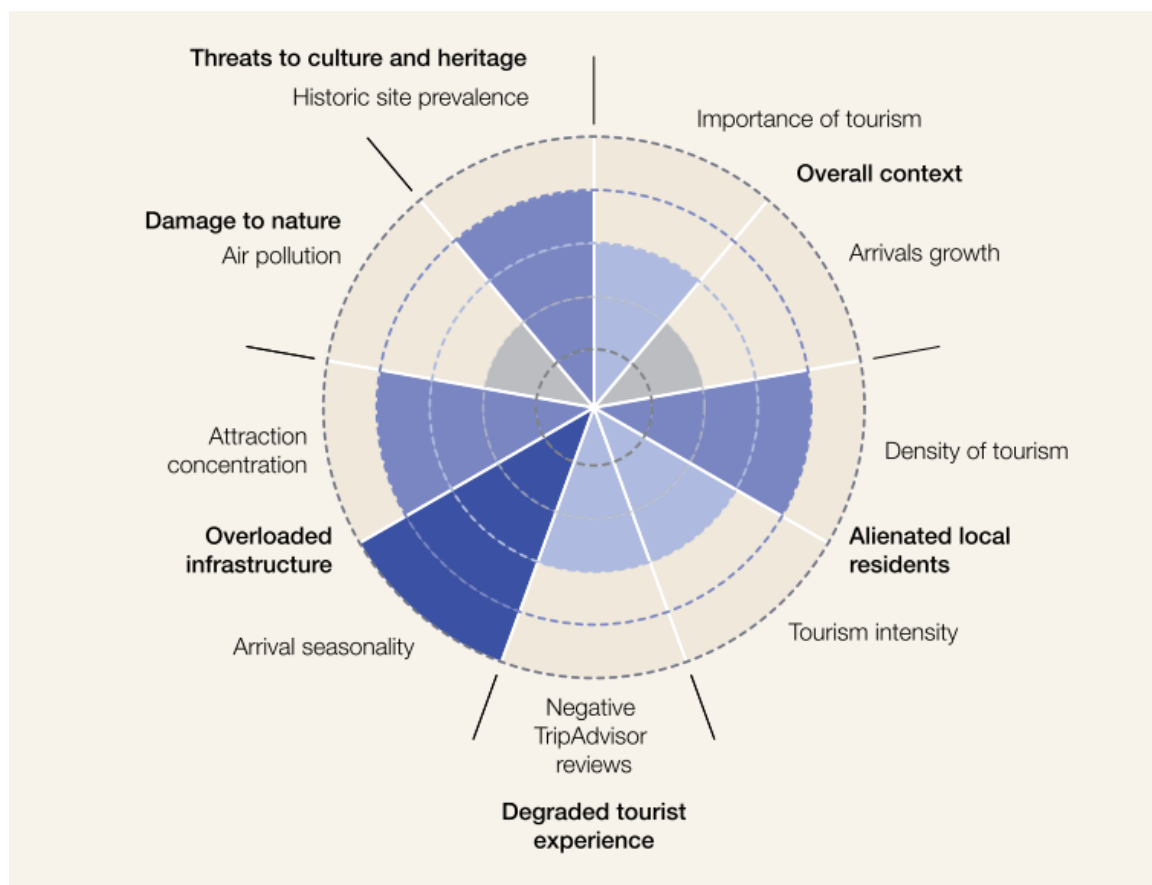 Threats to culture and heritage
Historic site prevalence
Importance of tourism
Overall context
Damage to nature
Air pollution
Arrivals growth
Attraction
concentration
Density of tourism
Overloaded
infrastructure
Alienated local
residents
Arrival seasonality
Tourism intensity
Negative
TripAdvisor
reviews
Degraded tourist
experience